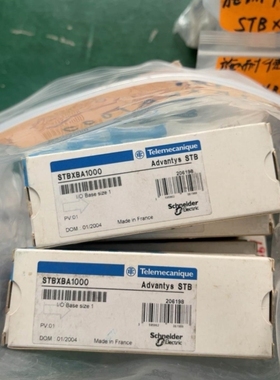 STB X
Telemecanique
STBXBA1000
Advantys STB
I/O Base size 1
206198
PV:01
DOM : 01/2004
Made in France
Schneider
Electric
Telemecanique
STBXBA1000
Advantys STB
I/O Base size 1
206198
PV:01
DOM : 01/2004
Made in France
Schneider
Electric